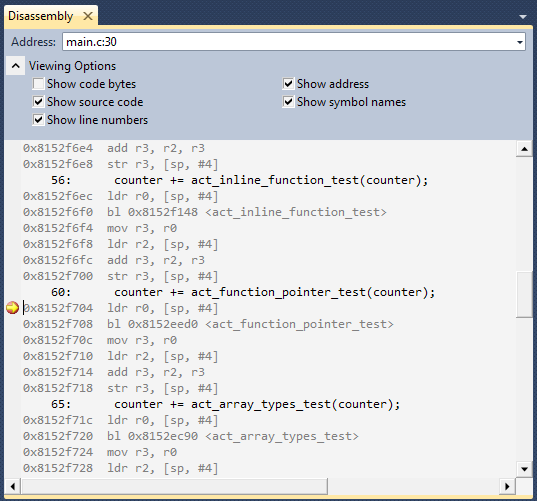 Disassembly
Address: main.c:30
Viewing Options
Show code bytes Show address
Show source code Show symbol names
Show line numbers
0x8152f6e4 add r3, r2, r3
0x8152f6e8 str r3, [sp, #4]
56: counter += act_inline_function_test(counter);
0x8152f6ec ldr r0, [sp, #4]
0x8152f6f0 bl 0x8152f148 <act_inline_function_test>
0x8152f6f4 mov r3, r0
0x8152f6f8 ldr r2, [sp, #4]
0x8152f6fc add r3, r2, r3
0x8152f700 str r3, [sp, #4]
60: counter += act_function_pointer_test(counter);
0x8152f704 ldr r0, [sp, #4]
0x8152f708 bl 0x8152eed0 <act_function_pointer_test>
0x8152f70c mov r3, r0
0x8152f710 ldr r2, [sp, #4]
0x8152f714 add r3, r2, r3
0x8152f718 str r3, [sp, #4]
65: counter += act_array_types_test(counter);
0x8152f71c ldr r0, [sp, #4]
0x8152f720 bl 0x8152ec90 <act_array_types_test>
0x8152f724 mov r3, r0
0x8152f728 ldr r2, [sp, #4]